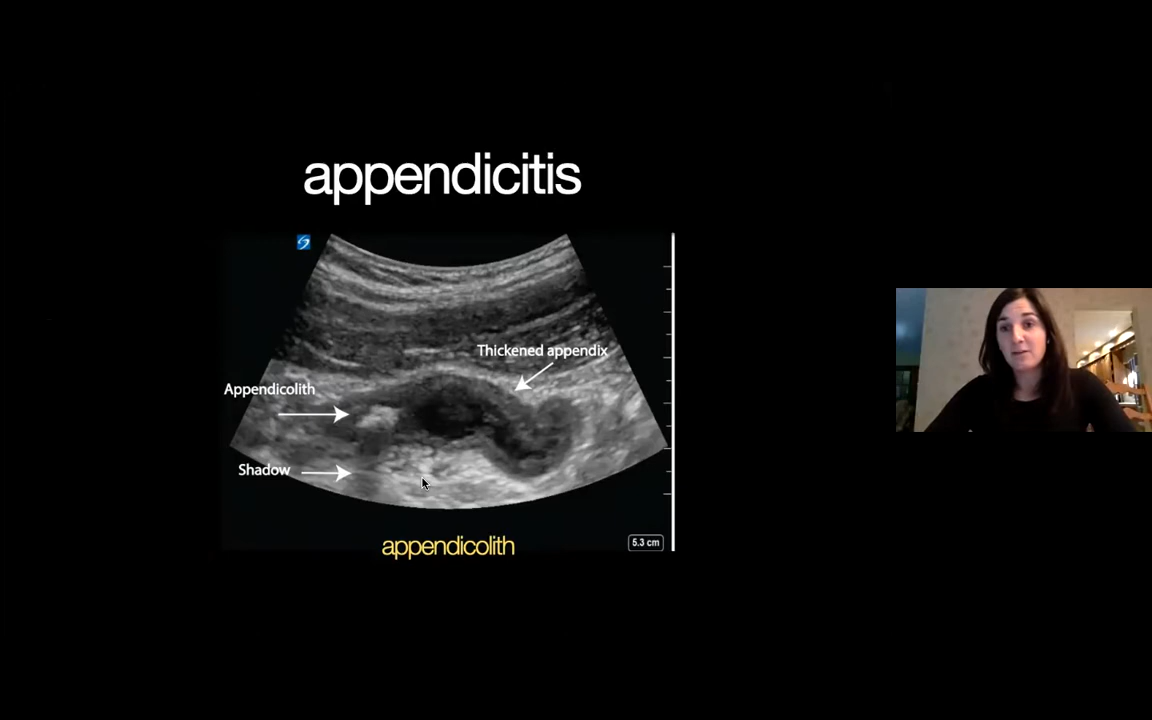 appendicitis
Thickened appendix
Appendicolith
Shadow
appendicolith
5.3 cm